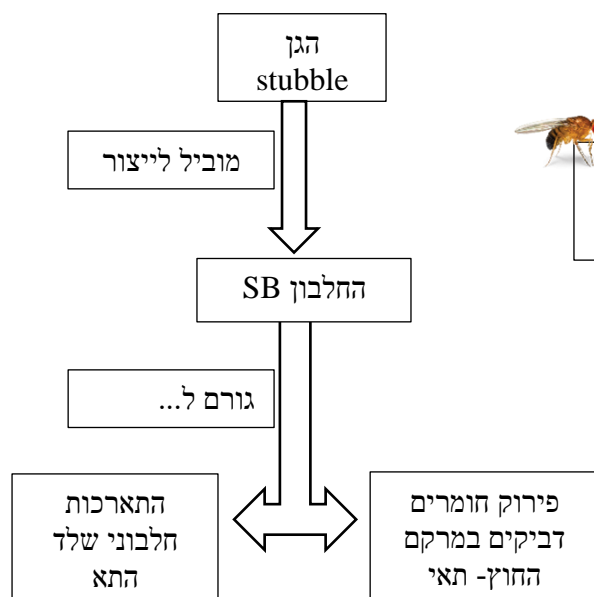 הגן
stubble
מוביל לייצור
החלבון SB
גורם ל...
התארכות
חלבוני שלד
התא
פירוק חומרים
דביקים במרקם
החוץ- תאי